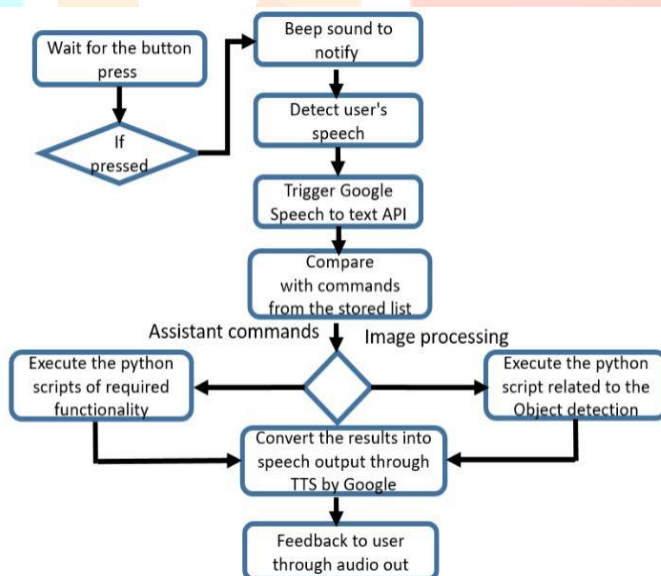 Wait for the button
press
If
pressed
Beep sound to
notify
Detect user's
speech
Trigger Google
Speech to text API
Compare
with commands
from the stored list
Assistant commands
Image processing
Execute the python
scripts of required
functionality
Execute the python
script related to the
Object detection
Convert the results into
speech output through
TTS by Google
Feedback to user
through audio out